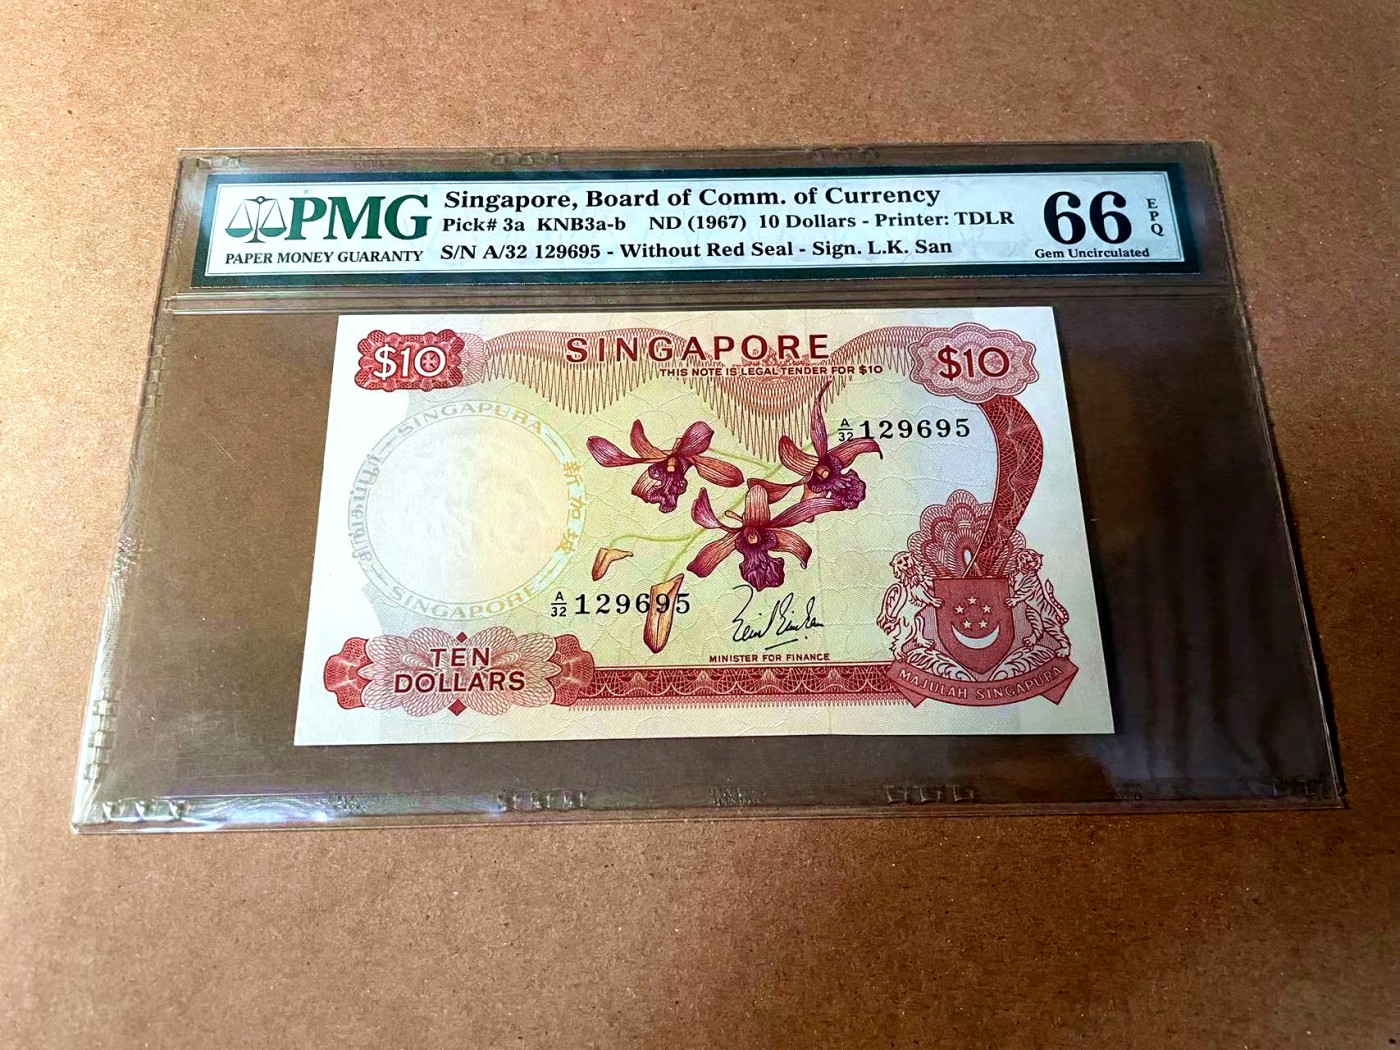 PMG
PAPER MONEY GUARANTY
Singapore, Board of Comm. of Currency
Pick# 3a KNB3a-b ND (1967) 10 Dollars - Printer: TDLR
S/N A/32 129695 - Without Red Seal - Sign. L.K. San
66
EPQ
Gem Uncirculated
$10
SINGAPORE
THIS NOTE IS LEGAL TENDER FOR $10
$10
A/32 129695
SINGAPURA
新加坡
சிங்கப்பூர்
SINGAPORE
A/32 129695
MINISTER FOR FINANCE
TEN
DOLLARS
MAJULAH SINGAPURA